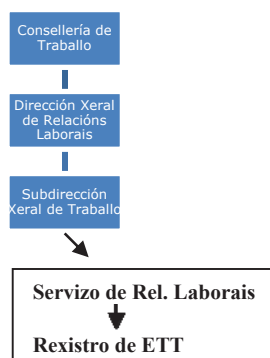 Consellería de
Traballo
Dirección Xeral
de Relacións
Laborais
Subdirección
Xeral de Traballo
Servizo de Rel. Laborais
Rexistro de ETT